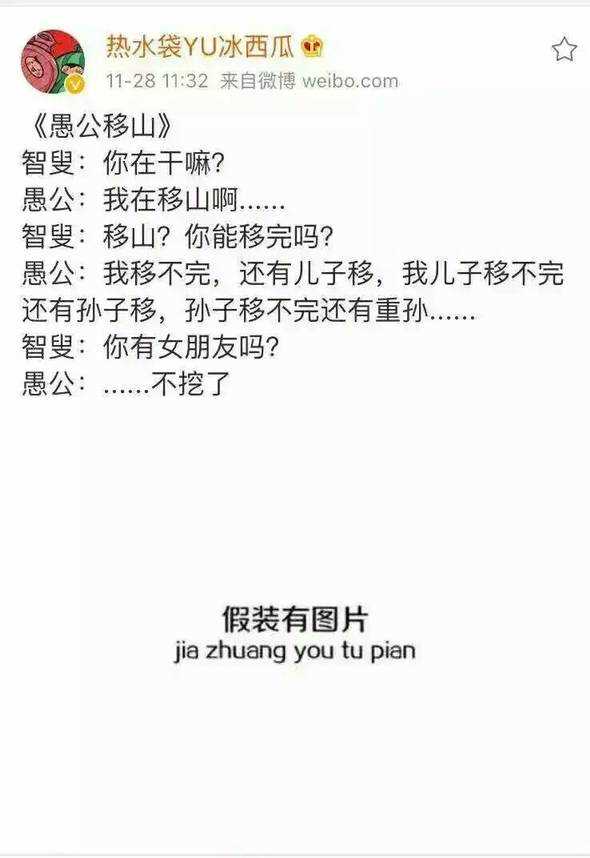 热水袋YU冰西瓜
11-28 11:32 来自微博 weibo.com
《愚公移山》
智叟：你在干嘛？
愚公：我在移山啊……
智叟：移山？你能移完吗？
愚公：我移不完，还有儿子移，我儿子移不完
还有孙子移，孙子移不完还有重孙……
智叟：你有女朋友吗？
愚公：……不挖了
假装有图片
jia zhuang you tu pian